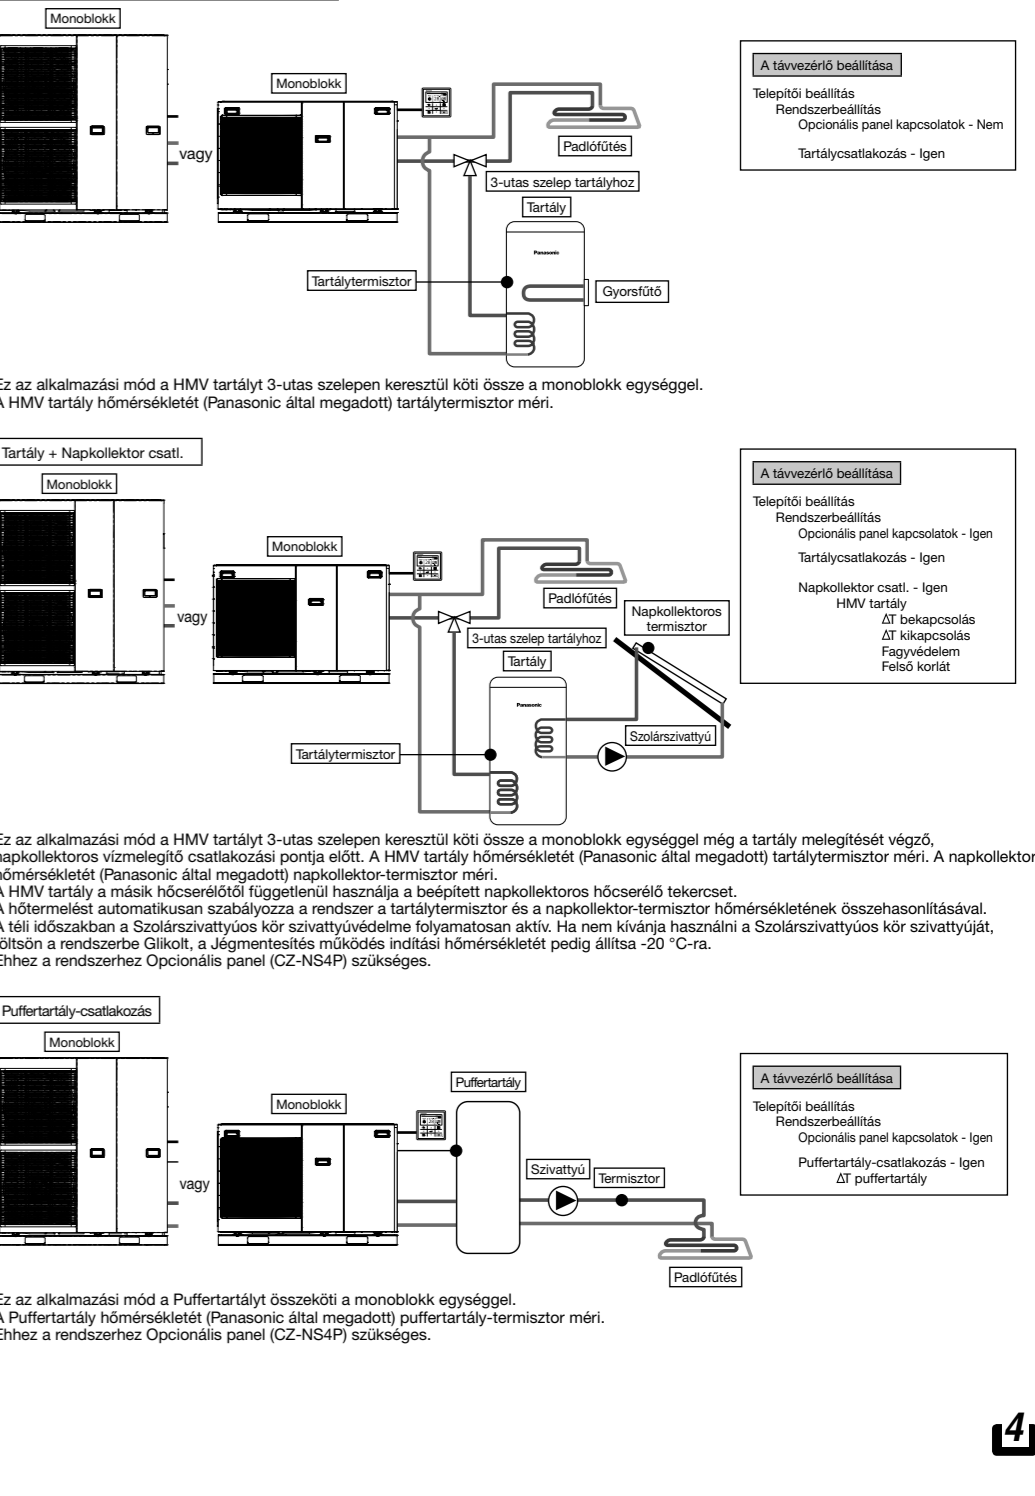 Monoblokk
Monoblokk
vagy
Padlófűtés
3-utas szelep tartályhoz
Tartály
Panasonic
Tartálytermisztor
Gyorsfűtő
A távvezérlő beállítása
Telepítői beállítás
Rendszerbeállítás
Opcionális panel kapcsolatok - Nem
Tartálycsatlakozás - Igen
Ez az alkalmazási mód a HMV tartályt 3-utas szelepen keresztül köti össze a monoblokk egységgel.
A HMV tartály hőmérsékletét (Panasonic által megadott) tartálytermisztor méri.
Tartály + Napkollektor csatl.
Monoblokk
Monoblokk
vagy
Padlófűtés
Napkollektoros
termisztor
3-utas szelep tartályhoz
Tartály
Panasonic
Szolárszivattyú
Tartálytermisztor
A távvezérlő beállítása
Telepítői beállítás
Rendszerbeállítás
Opcionális panel kapcsolatok - Igen
Tartálycsatlakozás - Igen
Napkollektor csatl. - Igen
HMV tartály
ΔT bekapcsolás
ΔT kikapcsolás
Fagyvédelem
Felső korlát
Ez az alkalmazási mód a HMV tartályt 3-utas szelepen keresztül köti össze a monoblokk egységgel még a tartály melegítését végző,
napkollektoros vízmelegítő csatlakozási pontja előtt. A HMV tartály hőmérsékletét (Panasonic által megadott) tartálytermisztor méri. A napkollektor
hőmérsékletét (Panasonic által megadott) napkollektor-termisztor méri.
A HMV tartály a másik hőcserélőtől függetlenül használja a beépített napkollektoros hőcserélő tekercset.
A hőtermelést automatikusan szabályozza a rendszer a tartálytermisztor és a napkollektor-termisztor hőmérsékletének összehasonlításával.
A téli időszakban a Szolárszivattyúos kör szivattyúvédelme folyamatosan aktív. Ha nem kívánja használni a Szolárszivattyúos kör szivattyúját,
töltsön a rendszerbe Glikolt, a Jégmentesítés működés indítási hőmérsékletét pedig állítsa -20 °C-ra.
Ehhez a rendszerhez Opcionális panel (CZ-NS4P) szükséges.
Puffertartály-csatlakozás
Monoblokk
Monoblokk
vagy
Puffertartály
Szivattyú
Termisztor
Padlófűtés
A távvezérlő beállítása
Telepítői beállítás
Rendszerbeállítás
Opcionális panel kapcsolatok - Igen
Puffertartály-csatlakozás - Igen
ΔT puffertartály
Ez az alkalmazási mód a Puffertartályt összeköti a monoblokk egységgel.
A Puffertartály hőmérsékletét (Panasonic által megadott) puffertartály-termisztor méri.
Ehhez a rendszerhez Opcionális panel (CZ-NS4P) szükséges.
4